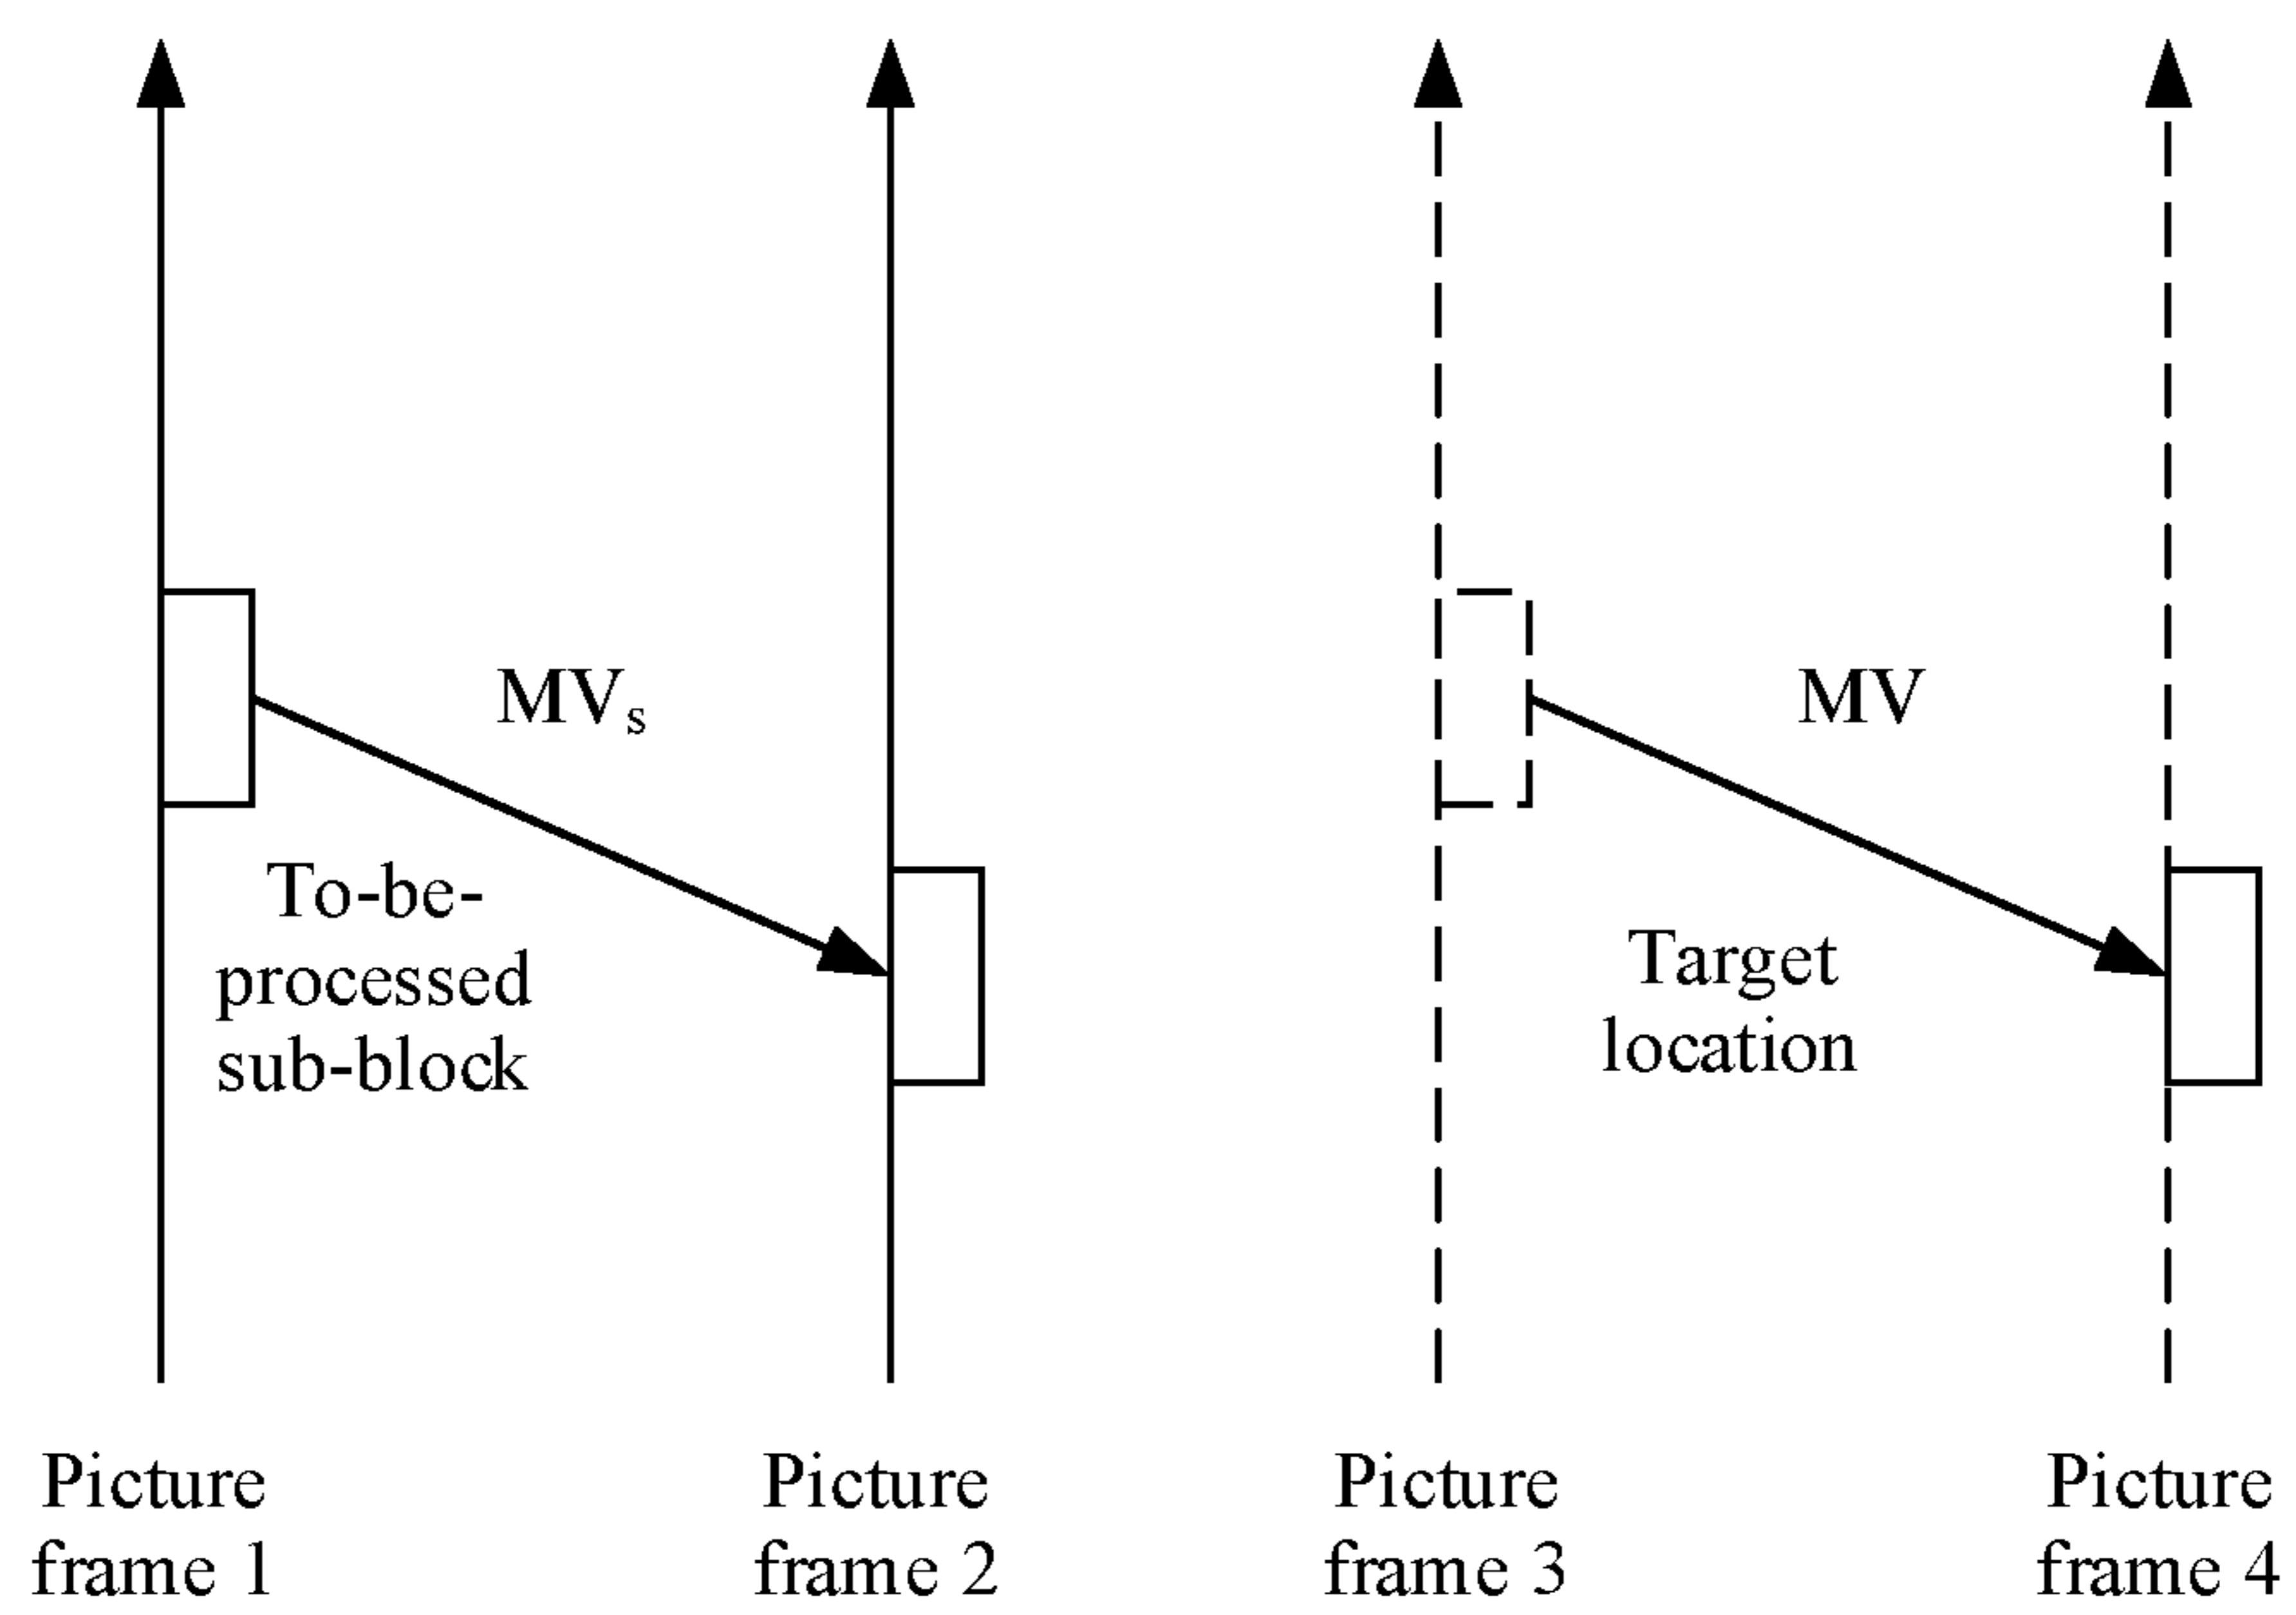 MVs
MV
To-be-
processed
sub-block
Target
location
Picture
frame 1
Picture
frame 2
Picture
frame 3
Picture
frame 4